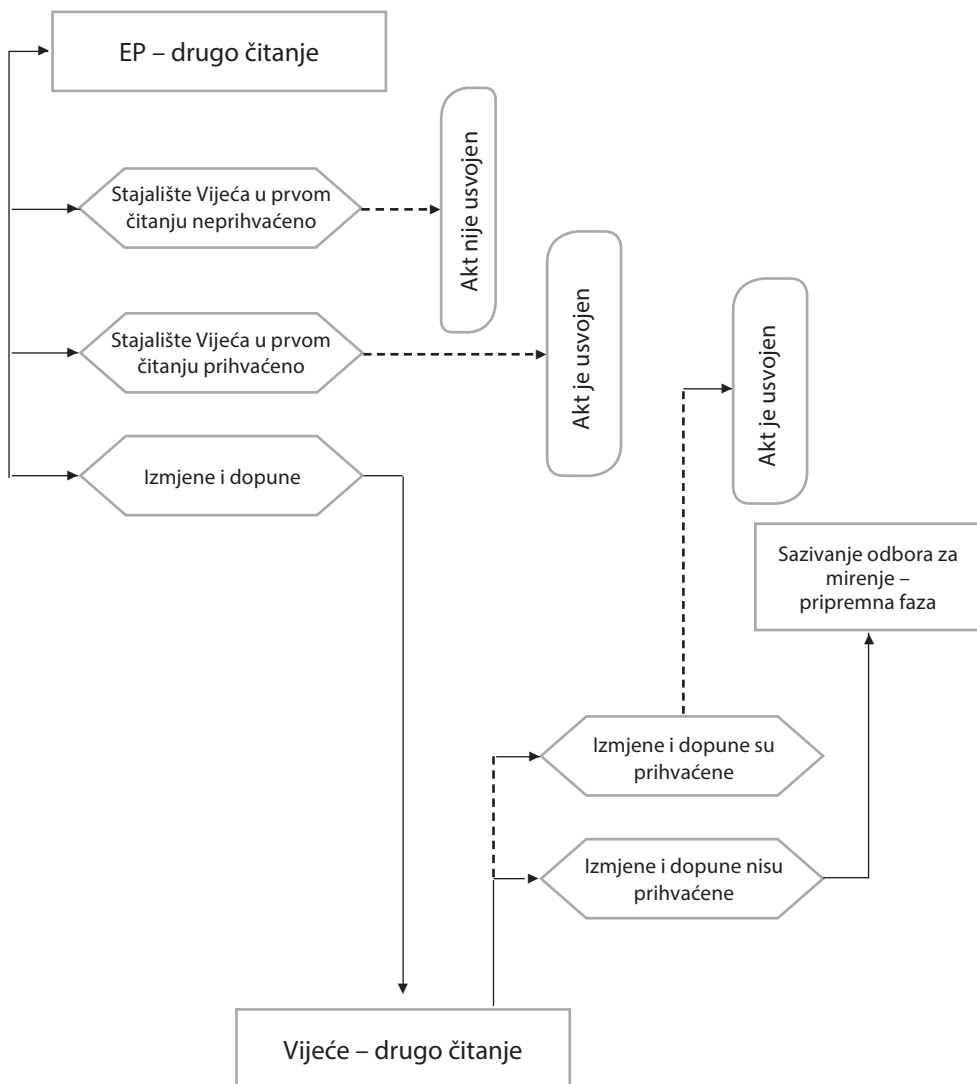 EP – drugo čitanje
Stajalište Vijeća u prvom
čitanju neprihvaćeno
Akt nije usvojen
Stajalište Vijeća u prvom
čitanju prihvaćeno
Akt je usvojen
Akt je usvojen
Izmjene i dopune
Sazivanje odbora za
mirenje –
pripremna faza
Izmjene i dopune su
prihvaćene
Izmjene i dopune nisu
prihvaćene
Vijeće – drugo čitanje